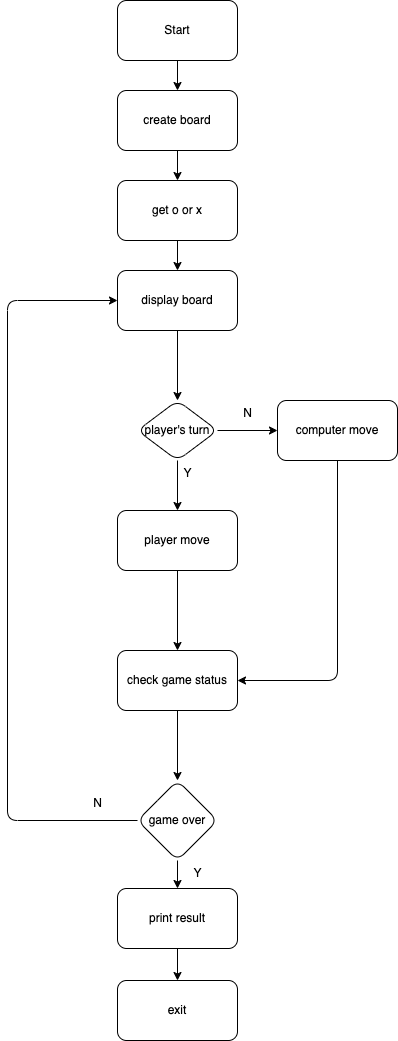 Start
create board
get o or x
display board
player's turn
N
computer move
Y
player move
check game status
N
game over
Y
print result
exit